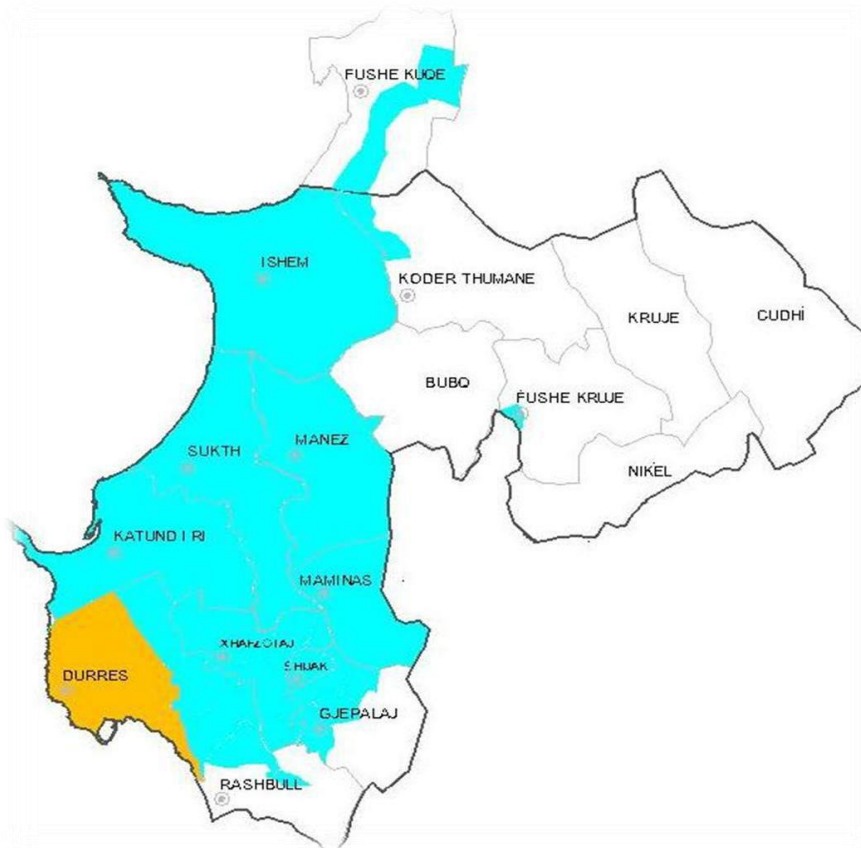 FUSHE KUQE
ISHEM
KODER THUMANE
KRUJE
CUDHİ
BUBQ
FUSHE KRUJE
MANEZ
SUKTH
NIKEL
KATUND I RI
MAMINAS
XHAFZOTAJ
SHIJAK
DURRES
GJEPALAJ
RASHBULL